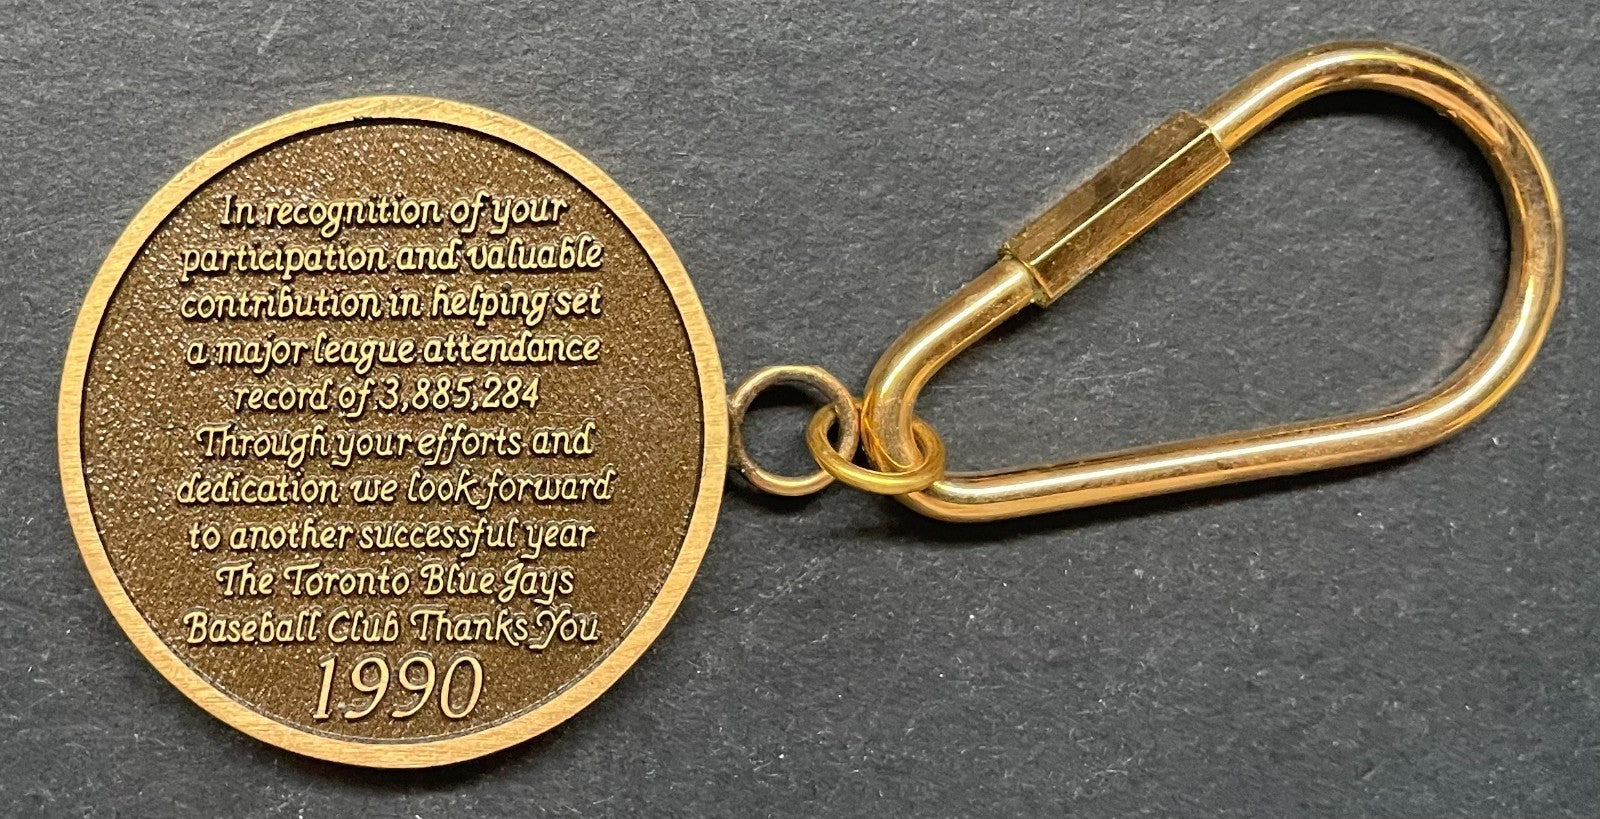 In recognition of your
participation and valuable
contribution in helping set
a major league attendance
record of 3,885,284
Through your efforts and
dedication we look forward
to another successful year
The Toronto Blue Jays
Baseball Club Thanks You
1990